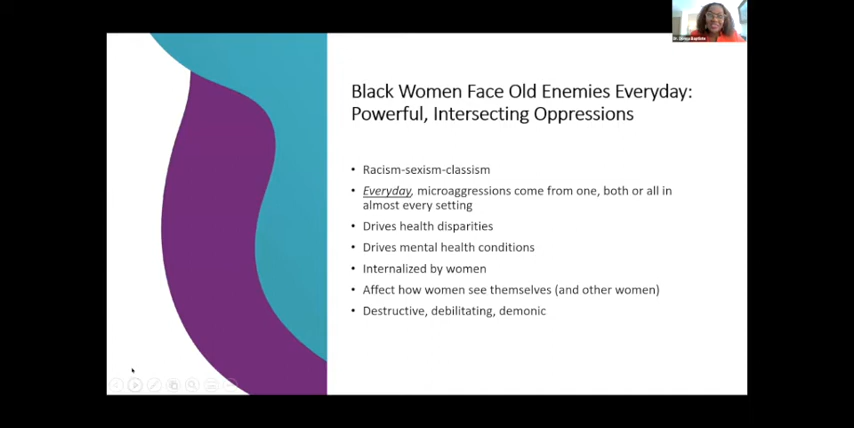 Black Women Face Old Enemies Everyday:
Powerful, Intersecting Oppressions
• Racism-sexism-classism
• Everyday, microaggressions come from one, both or all in
almost every setting
• Drives health disparities
• Drives mental health conditions
• Internalized by women
• Affect how women see themselves (and other women)
• Destructive, debilitating, demonic